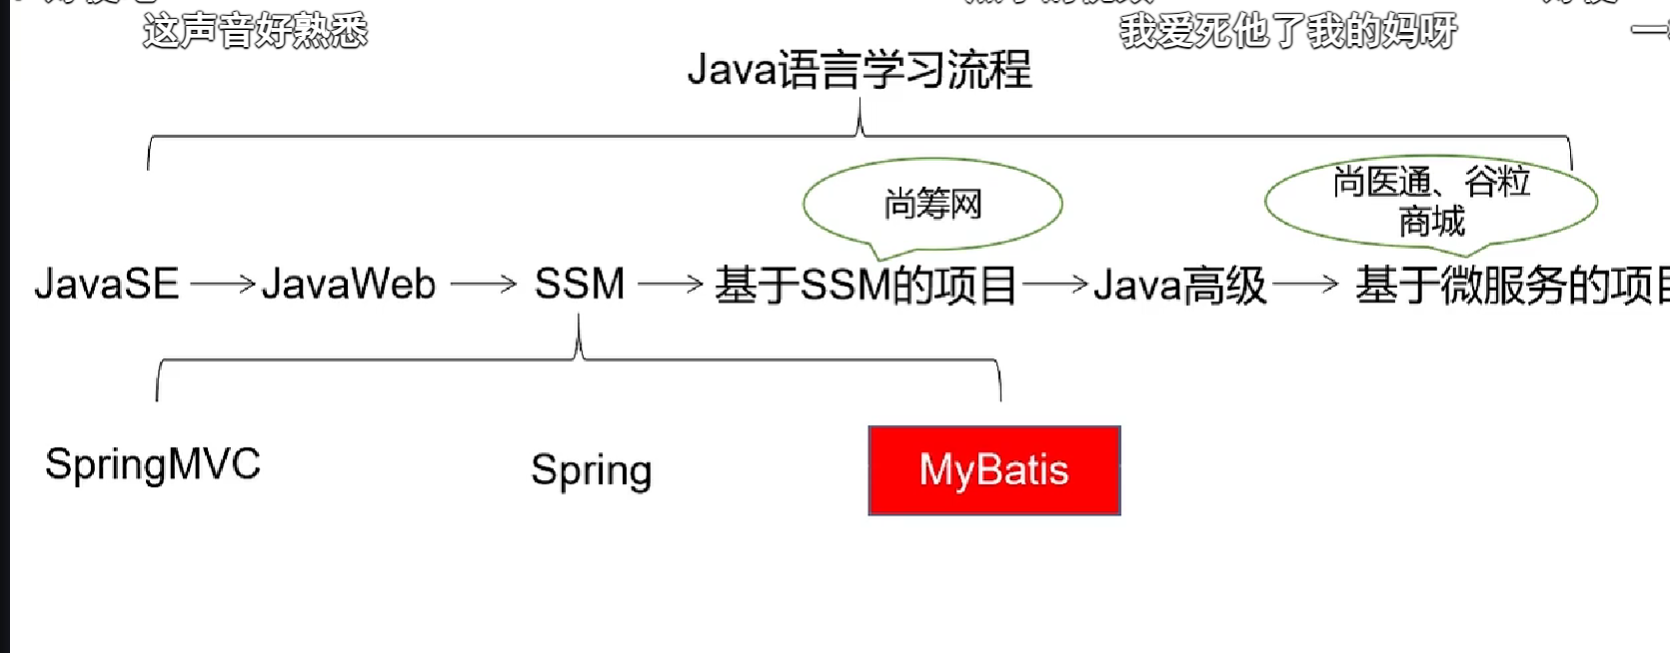 这声音好熟悉
我爱死他了我的妈呀
Java语言学习流程
尚筹网
尚医通、谷粒
商城
JavaSE
JavaWeb
SSM
基于SSM的项目
Java高级
基于微服务的项目
SpringMVC
Spring
MyBatis